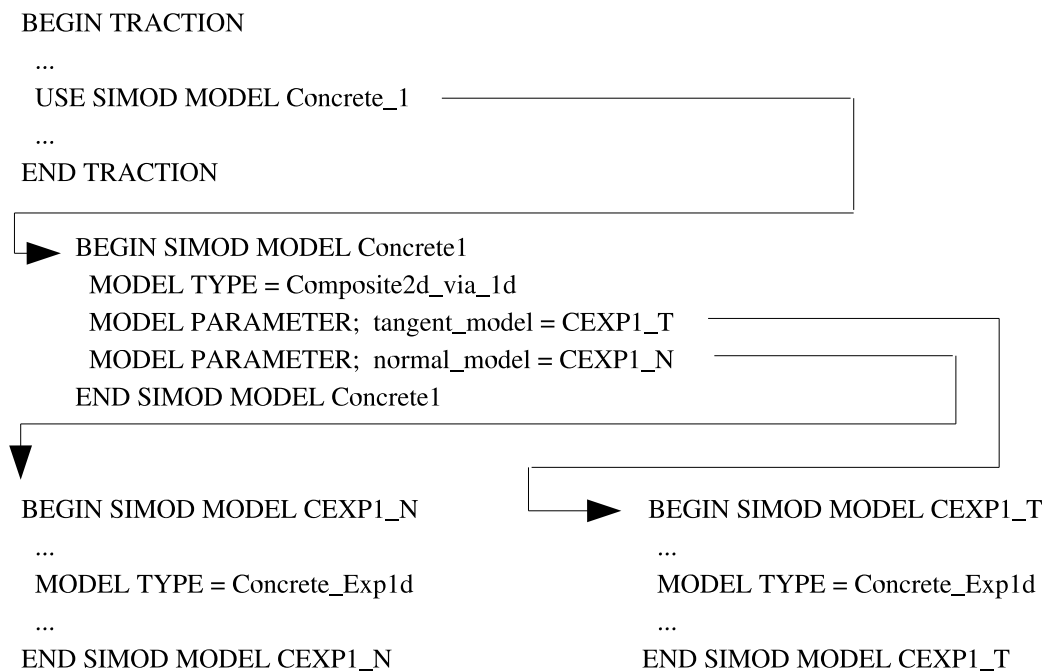 BEGIN TRACTION
...
USE SIMOD MODEL Concrete_1
...
END TRACTION
BEGIN SIMOD MODEL Concrete1
MODEL TYPE = Composite2d_via_1d
MODEL PARAMETER; tangent_model = CEXP1_T
MODEL PARAMETER; normal_model = CEXP1_N
END SIMOD MODEL Concrete1
BEGIN SIMOD MODEL CEXP1_N
...
MODEL TYPE = Concrete_Exp1d
...
END SIMOD MODEL CEXP1_N
BEGIN SIMOD MODEL CEXP1_T
...
MODEL TYPE = Concrete_Exp1d
...
END SIMOD MODEL CEXP1_T